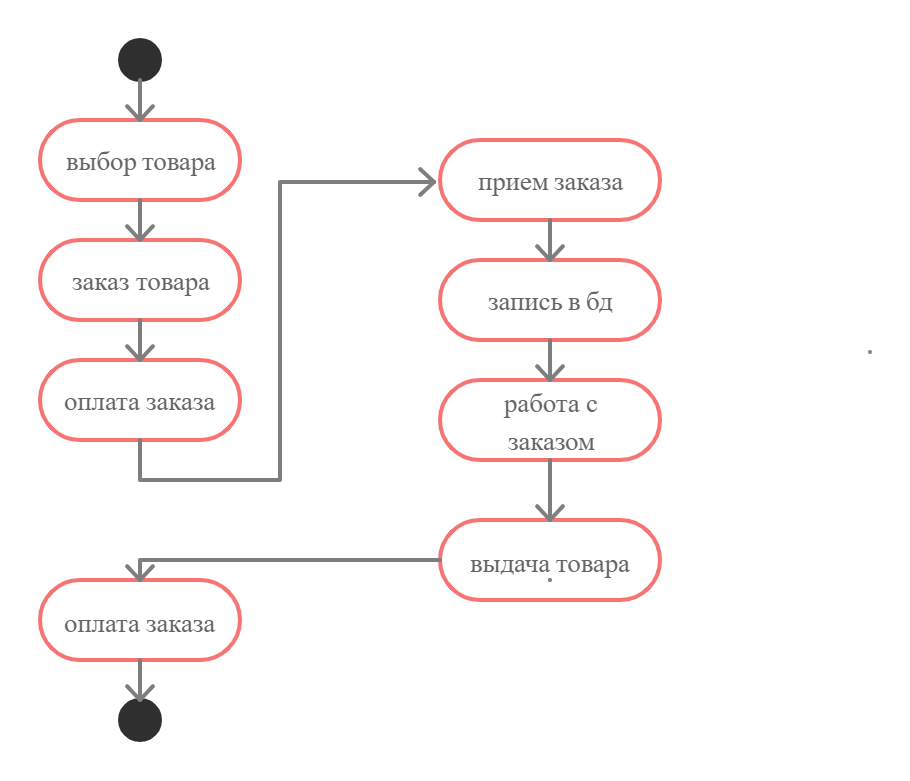 выбор товара
заказ товара
оплата заказа
прием заказа
запись в бд
работа с
заказом
выдача товара
оплата заказа